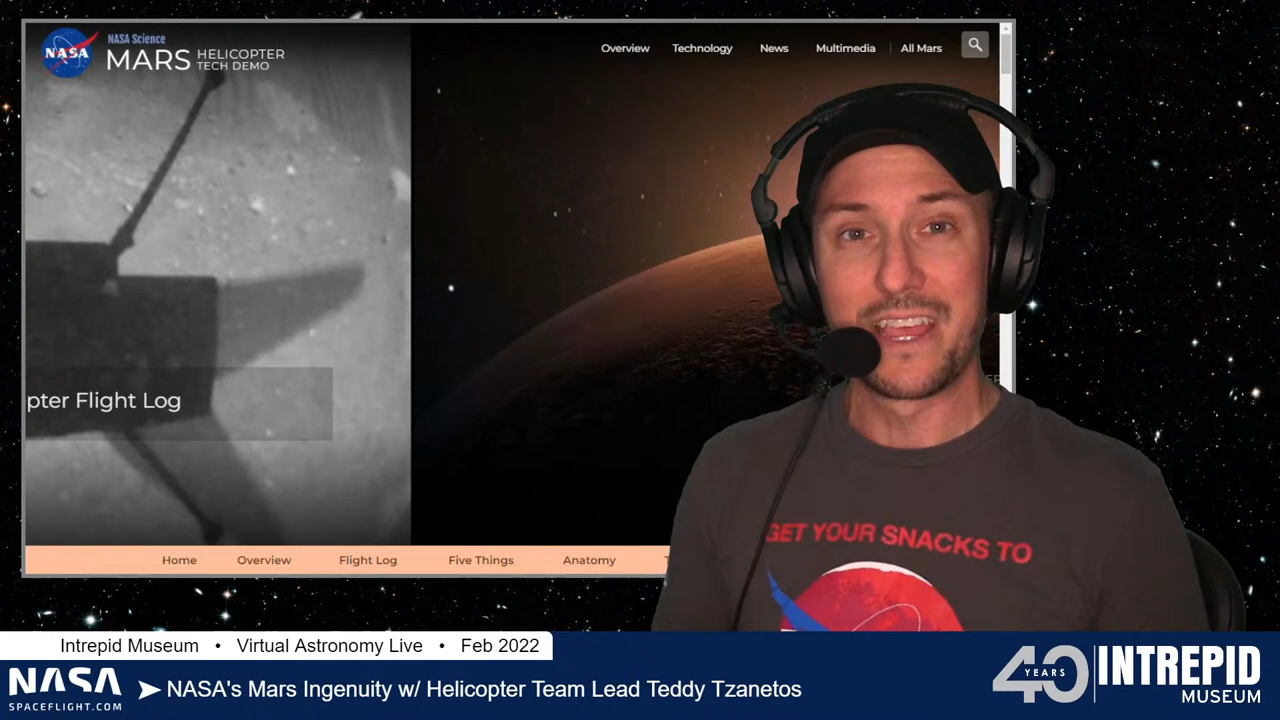 NASA
NASA Science
MARS HELICOPTER
TECH DEMO
Overview Technology News Multimedia All Mars
pter Flight Log
Home Overview Flight Log Five Things Anatomy
GET YOUR SNACKS TO
Intrepid Museum • Virtual Astronomy Live • Feb 2022
NASA
SPACEFLIGHT.COM
NASA's Mars Ingenuity w/ Helicopter Team Lead Teddy Tzanetos
40
YEARS
INTREPID
MUSEUM